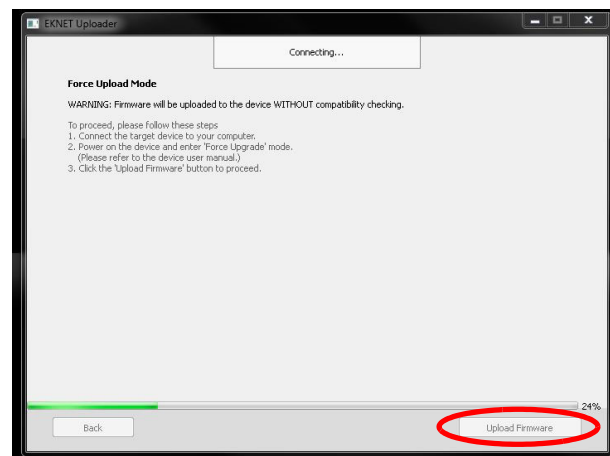 EKNET Uploader
Connecting...
Force Upload Mode
WARNING: Firmware will be uploaded to the device WITHOUT compatibility checking.
To proceed, please follow these steps
1. Connect the target device to your computer.
2. Power on the device and enter 'Force Upgrade' mode.
(Please refer to the device user manual.)
3. Click the 'Upload Firmware' button to proceed.
24%
Back
Upload Firmware